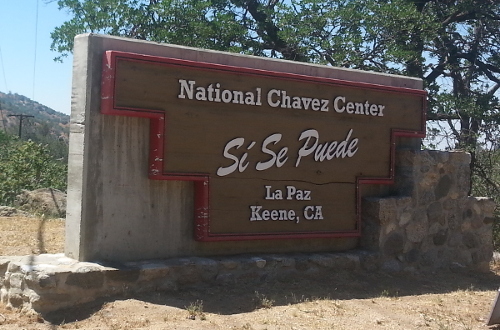 National Chavez Center
Sí Se Puede
La Paz
Keene, CA